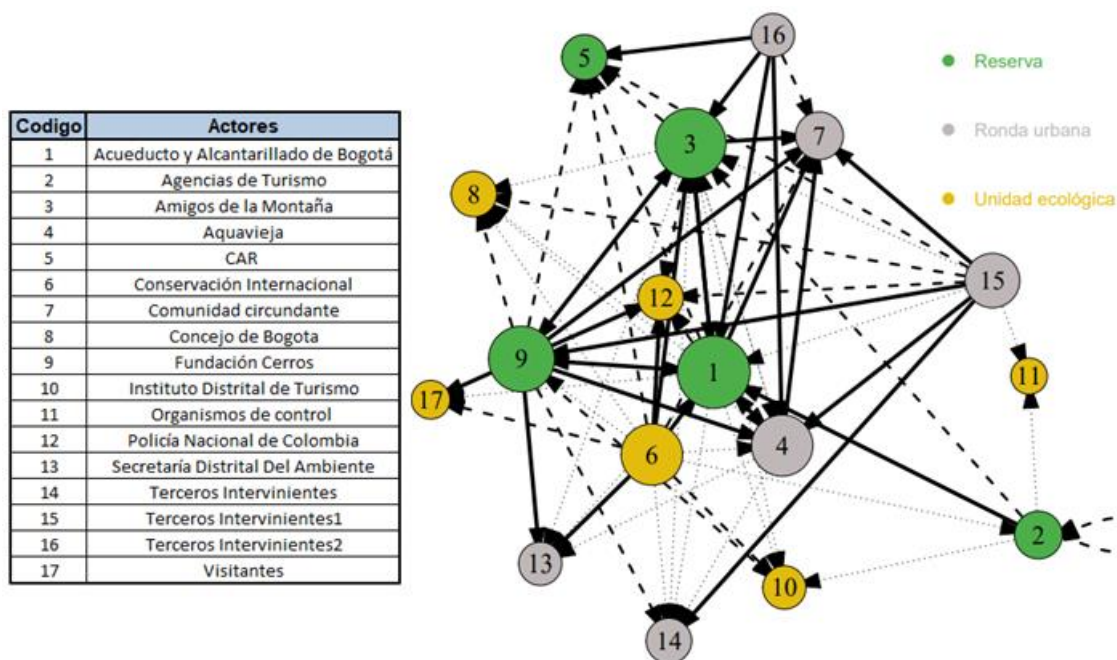 Codigo Actores
1 Acueducto y Alcantarillado de Bogotá
2 Agencias de Turismo
3 Amigos de la Montaña
4 Aquavieja
5 CAR
6 Conservación Internacional
7 Comunidad circundante
8 Concejo de Bogota
9 Fundación Cerros
10 Instituto Distrital de Turismo
11 Organismos de control
12 Policía Nacional de Colombia
13 Secretaría Distrital Del Ambiente
14 Terceros Intervinientes
15 Terceros Intervinientes1
16 Terceros Intervinientes2
17 Visitantes
16
5
Reserva
7
3
Ronda urbana
8
Unidad ecológica
15
12
9
1
11
17
4
6
2
13
10
14